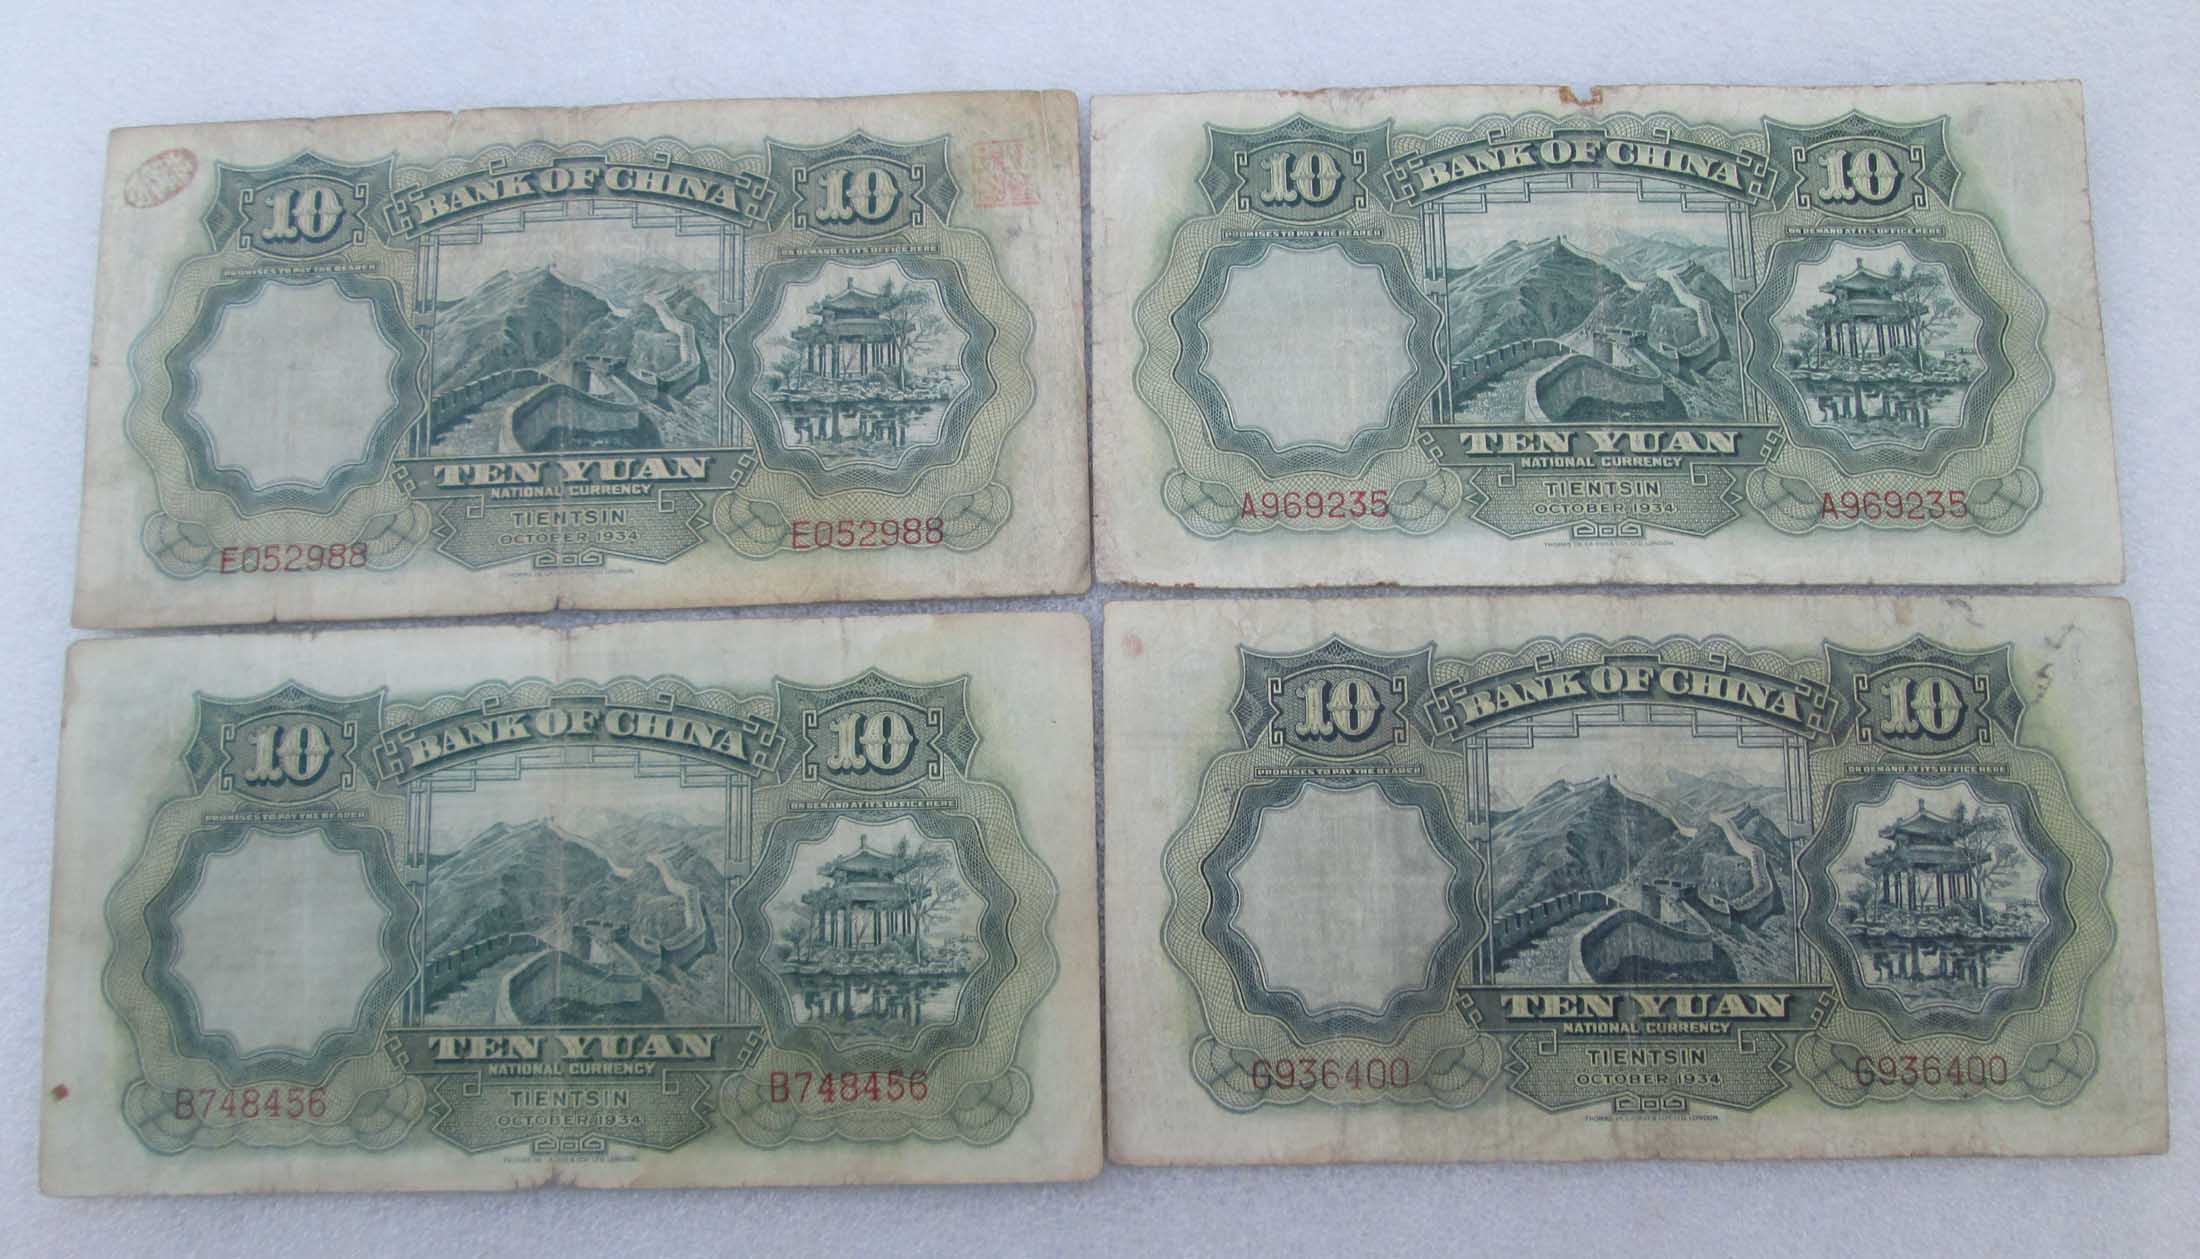 10 BANK OF CHINA 10
PROMISES TO PAY THE BEARER ON DEMAND AT ITS OFFICE HERE
TEN YUAN
NATIONAL CURRENCY
TIENTSIN
OCTOBER 1934
E052988 E052988
10 BANK OF CHINA 10
PROMISES TO PAY THE BEARER ON DEMAND AT ITS OFFICE HERE
TEN YUAN
NATIONAL CURRENCY
TIENTSIN
A969235 A969235
OCTOBER 1934
10 BANK OF CHINA 10
PROMISES TO PAY THE BEARER ON DEMAND AT ITS OFFICE HERE
TEN YUAN
NATIONAL CURRENCY
TIENTSIN
B748456 B748456
OCTOBER 1934
10 BANK OF CHINA 10
PROMISES TO PAY THE BEARER ON DEMAND AT ITS OFFICE HERE
TEN YUAN
NATIONAL CURRENCY
TIENTSIN
G936400 G936400
OCTOBER 1934